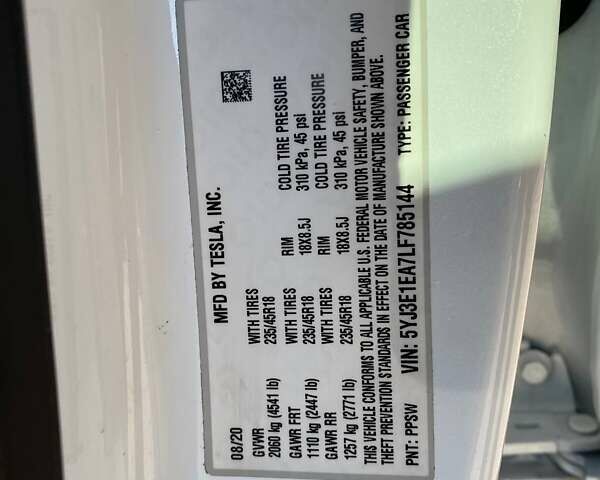 MFD BY TESLA, INC.
08/20
GVWR WITH TIRES RIM COLD TIRE PRESSURE
2060 kg (4541 lb) 235/45R18 18X8.5J 310 kPa, 45 psi
GAWR FRT WITH TIRES RIM COLD TIRE PRESSURE
1110 kg (2447 lb) 235/45R18 18X8.5J 310 kPa, 45 psi
GAWR RR
1257 kg (2771 lb)
THIS VEHICLE CONFORMS TO ALL APPLICABLE U.S. FEDERAL MOTOR VEHICLE SAFETY, BUMPER, AND
THEFT PREVENTION STANDARDS IN EFFECT ON THE DATE OF MANUFACTURE SHOWN ABOVE.
PNT: PPSW VIN: 5YJ3E1EA7LF785144 TYPE: PASSENGER CAR